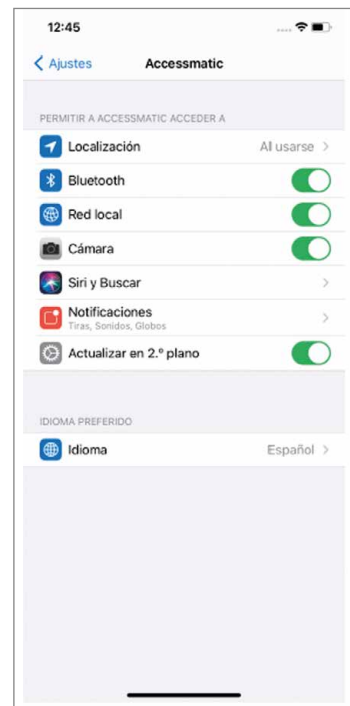 12:45
Ajustes
Accessmatic
PERMITIR A ACCESSMATIC ACCEDER A
Localización Al usarse
Bluetooth
Red local
Cámara
Siri y Buscar
Notificaciones
Tiras, Sonidos, Globos
Actualizar en 2.º plano
IDIOMA PREFERIDO
Idioma Español